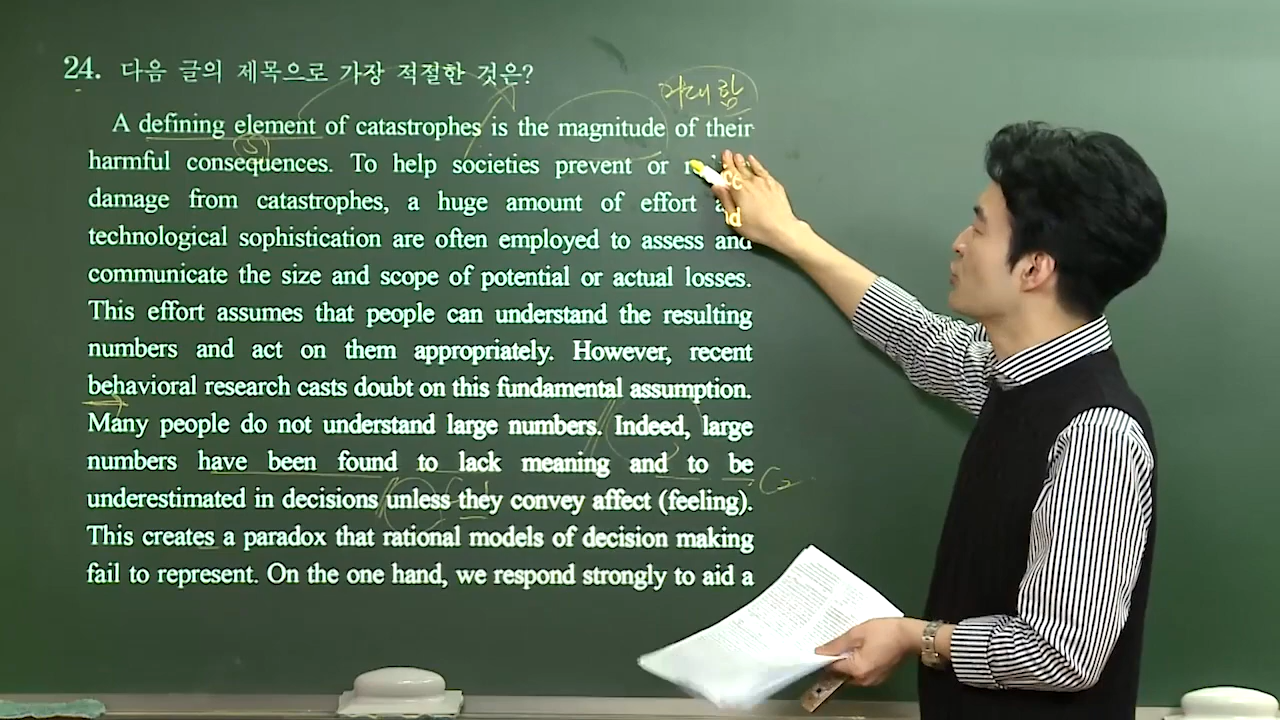 24. 다음 글의 제목으로 가장 적절한 것은?
거대함
A defining element of catastrophes is the magnitude of their
harmful consequences. To help societies prevent or
damage from catastrophes, a huge amount of effort
technological sophistication are often employed to assess and
communicate the size and scope of potential or actual losses.
This effort assumes that people can understand the resulting
numbers and act on them appropriately. However, recent
behavioral research casts doubt on this fundamental assumption.
Many people do not understand large numbers. Indeed, large
numbers have been found to lack meaning and to be
underestimated in decisions unless they convey affect (feeling).
This creates a paradox that rational models of decision making
fail to represent. On the one hand, we respond strongly to aid a